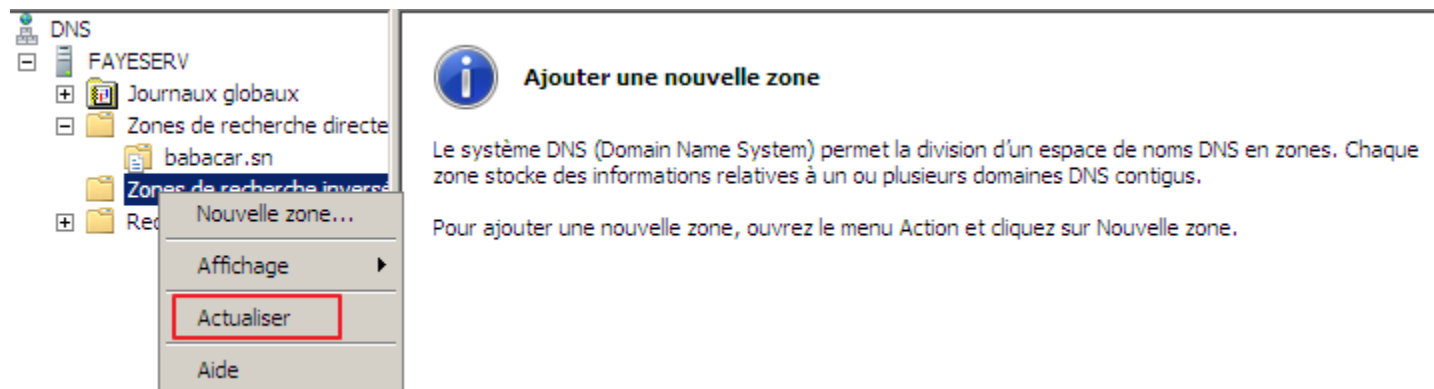 DNS
FAYESERV
Journaux globaux
Zones de recherche directe
babacar.sn
Zones de recherche inversé
Rec
Nouvelle zone...
Affichage
Actualiser
Aide
Ajouter une nouvelle zone
Le système DNS (Domain Name System) permet la division d'un espace de noms DNS en zones. Chaque
zone stocke des informations relatives à un ou plusieurs domaines DNS contigus.
Pour ajouter une nouvelle zone, ouvrez le menu Action et cliquez sur Nouvelle zone.